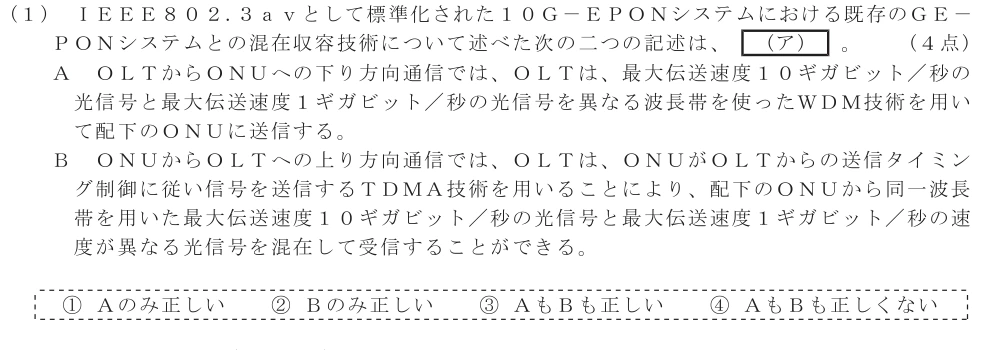 （1） ＩＥＥＥ８０２.３ａｖとして標準化された１０Ｇ－ＥＰＯＮシステムにおける既存のＧＥ－
ＰＯＮシステムとの混在収容技術について述べた次の二つの記述は、 （ア） 。 （４点）
Ａ ＯＬＴからＯＮＵへの下り方向通信では、ＯＬＴは、最大伝送速度１０ギガビット／秒の
光信号と最大伝送速度１ギガビット／秒の光信号を異なる波長帯を使ったＷＤＭ技術を用い
て配下のＯＮＵに送信する。
Ｂ ＯＮＵからＯＬＴへの上り方向通信では、ＯＬＴは、ＯＮＵがＯＬＴからの送信タイミン
グ制御に従い信号を送信するＴＤＭＡ技術を用いることにより、配下のＯＮＵから同一波長
帯を用いた最大伝送速度１０ギガビット／秒の光信号と最大伝送速度１ギガビット／秒の速
度が異なる光信号を混在して受信することができる。
① Ａのみ正しい ② Ｂのみ正しい ③ ＡもＢも正しい ④ ＡもＢも正しくない